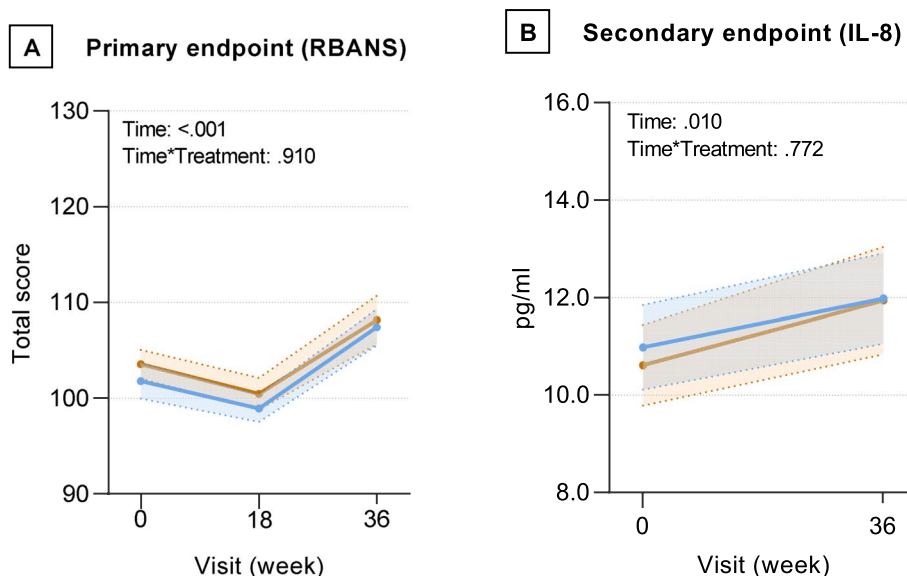 A
Primary endpoint (RBANS)
130
120
110
100
90
Total score
Time: <.001
Time*Treatment: .910
0 18 36
Visit (week)
B
Secondary endpoint (IL-8)
16.0
14.0
12.0
10.0
8.0
pg/ml
Time: .010
Time*Treatment: .772
0 36
Visit (week)